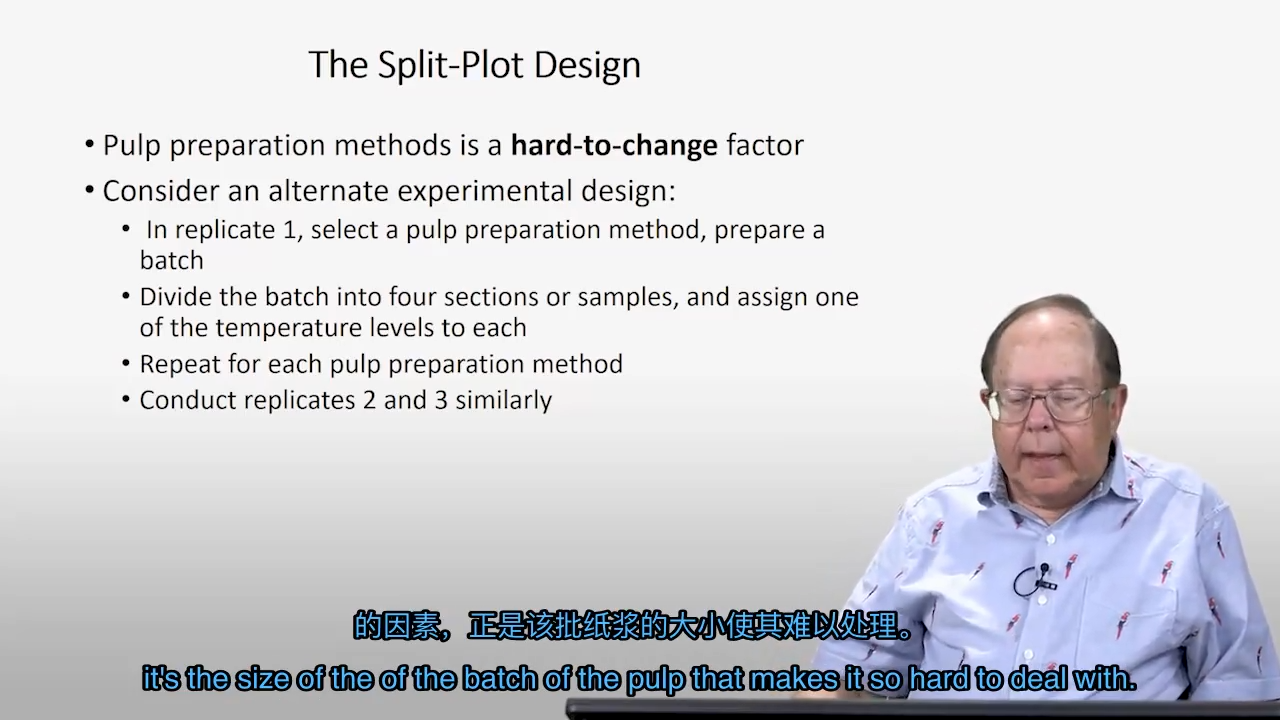 The Split-Plot Design
• Pulp preparation methods is a hard-to-change factor
• Consider an alternate experimental design:
• In replicate 1, select a pulp preparation method, prepare a
batch
• Divide the batch into four sections or samples, and assign one
of the temperature levels to each
• Repeat for each pulp preparation method
• Conduct replicates 2 and 3 similarly
的因素，正是该批纸浆的大小使其难以处理。
it's the size of the of the batch of the pulp that makes it so hard to deal with.